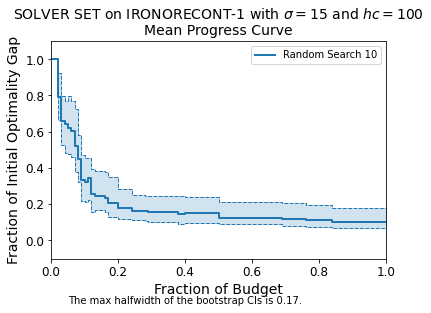 SOLVER SET on IRONORECONT-1 with σ = 15 and hc = 100
Mean Progress Curve
Random Search 10
Fraction of Initial Optimality Gap
1.0
0.8
0.6
0.4
0.2
0.0
0.0 0.2 0.4 0.6 0.8 1.0
Fraction of Budget
The max halfwidth of the bootstrap CIs is 0.17.